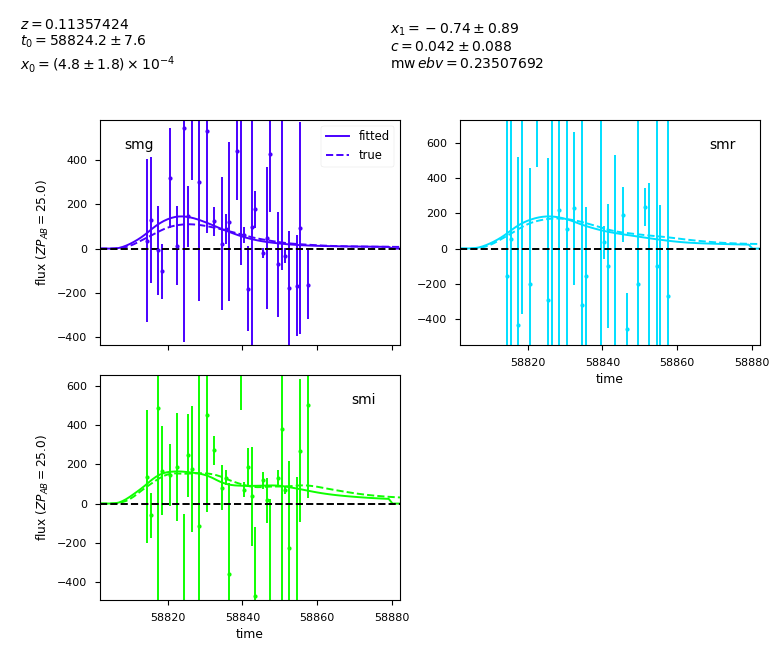 z = 0.11357424
t₀ = 58824.2 ± 7.6
x₀ = (4.8 ± 1.8) × 10⁻⁴
x₁ = −0.74 ± 0.89
c = 0.042 ± 0.088
mw ebv = 0.23507692
smg
fitted
true
400
200
0
−200
−400
flux (ZP_AB = 25.0)
smr
600
400
200
0
−200
−400
58820 58840 58860 58880
time
smi
600
400
200
0
−200
−400
flux (ZP_AB = 25.0)
58820 58840 58860 58880
time